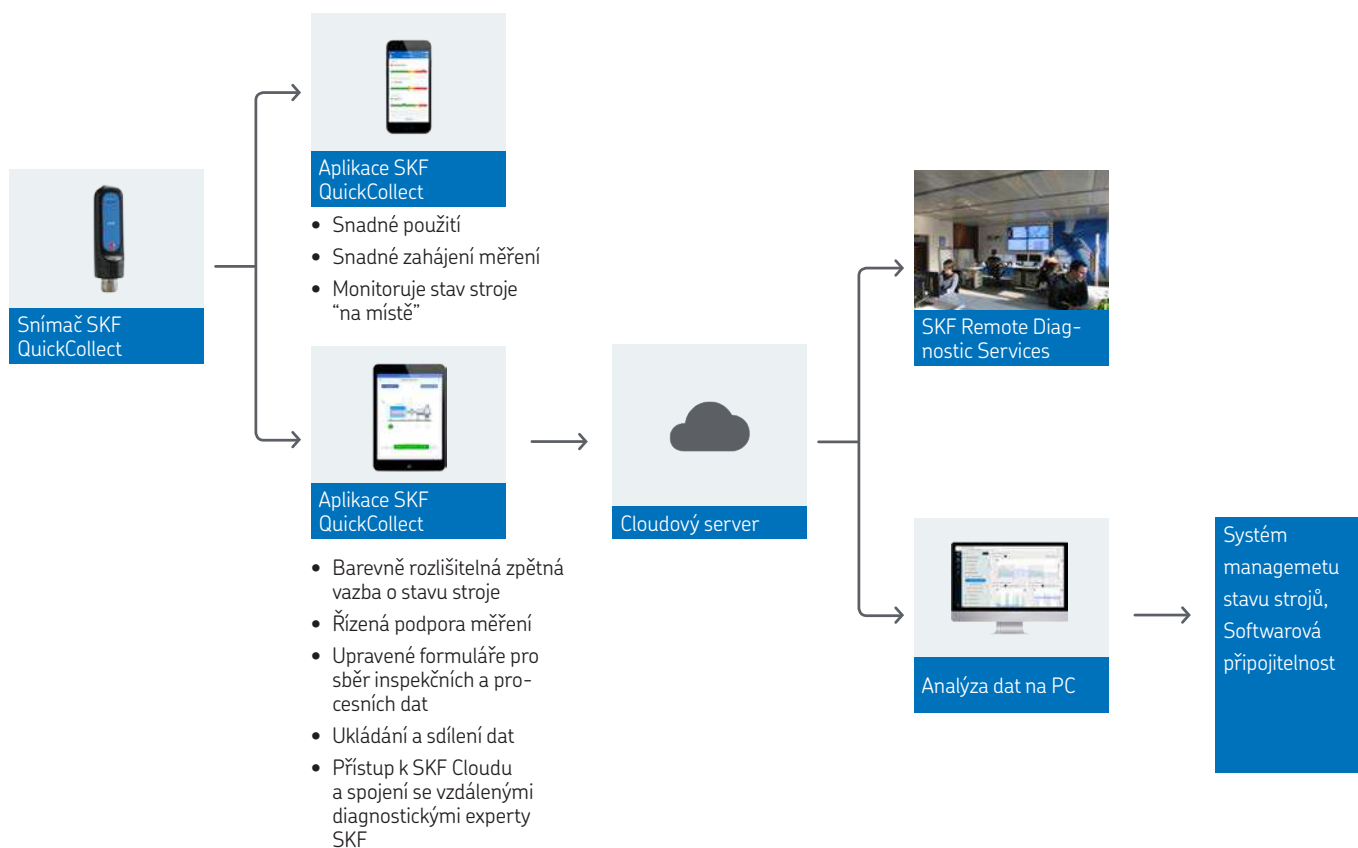 Aplikace SKF
QuickCollect
• Snadné použití
• Snadné zahájení měření
• Monitoruje stav stroje
“na místě”
Snímač SKF
QuickCollect
SKF Remote Diag-
nostic Services
Aplikace SKF
QuickCollect
• Barevně rozlišitelná zpětná
vazba o stavu stroje
• Řízená podpora měření
• Upravené formuláře pro
sběr inspekčních a pro-
cesních dat
• Ukládání a sdílení dat
• Přístup k SKF Cloudu
a spojení se vzdálenými
diagnostickými experty
SKF
Cloudový server
Analýza dat na PC
Systém
managemetu
stavu strojů,
Softwarová
připojitelnost